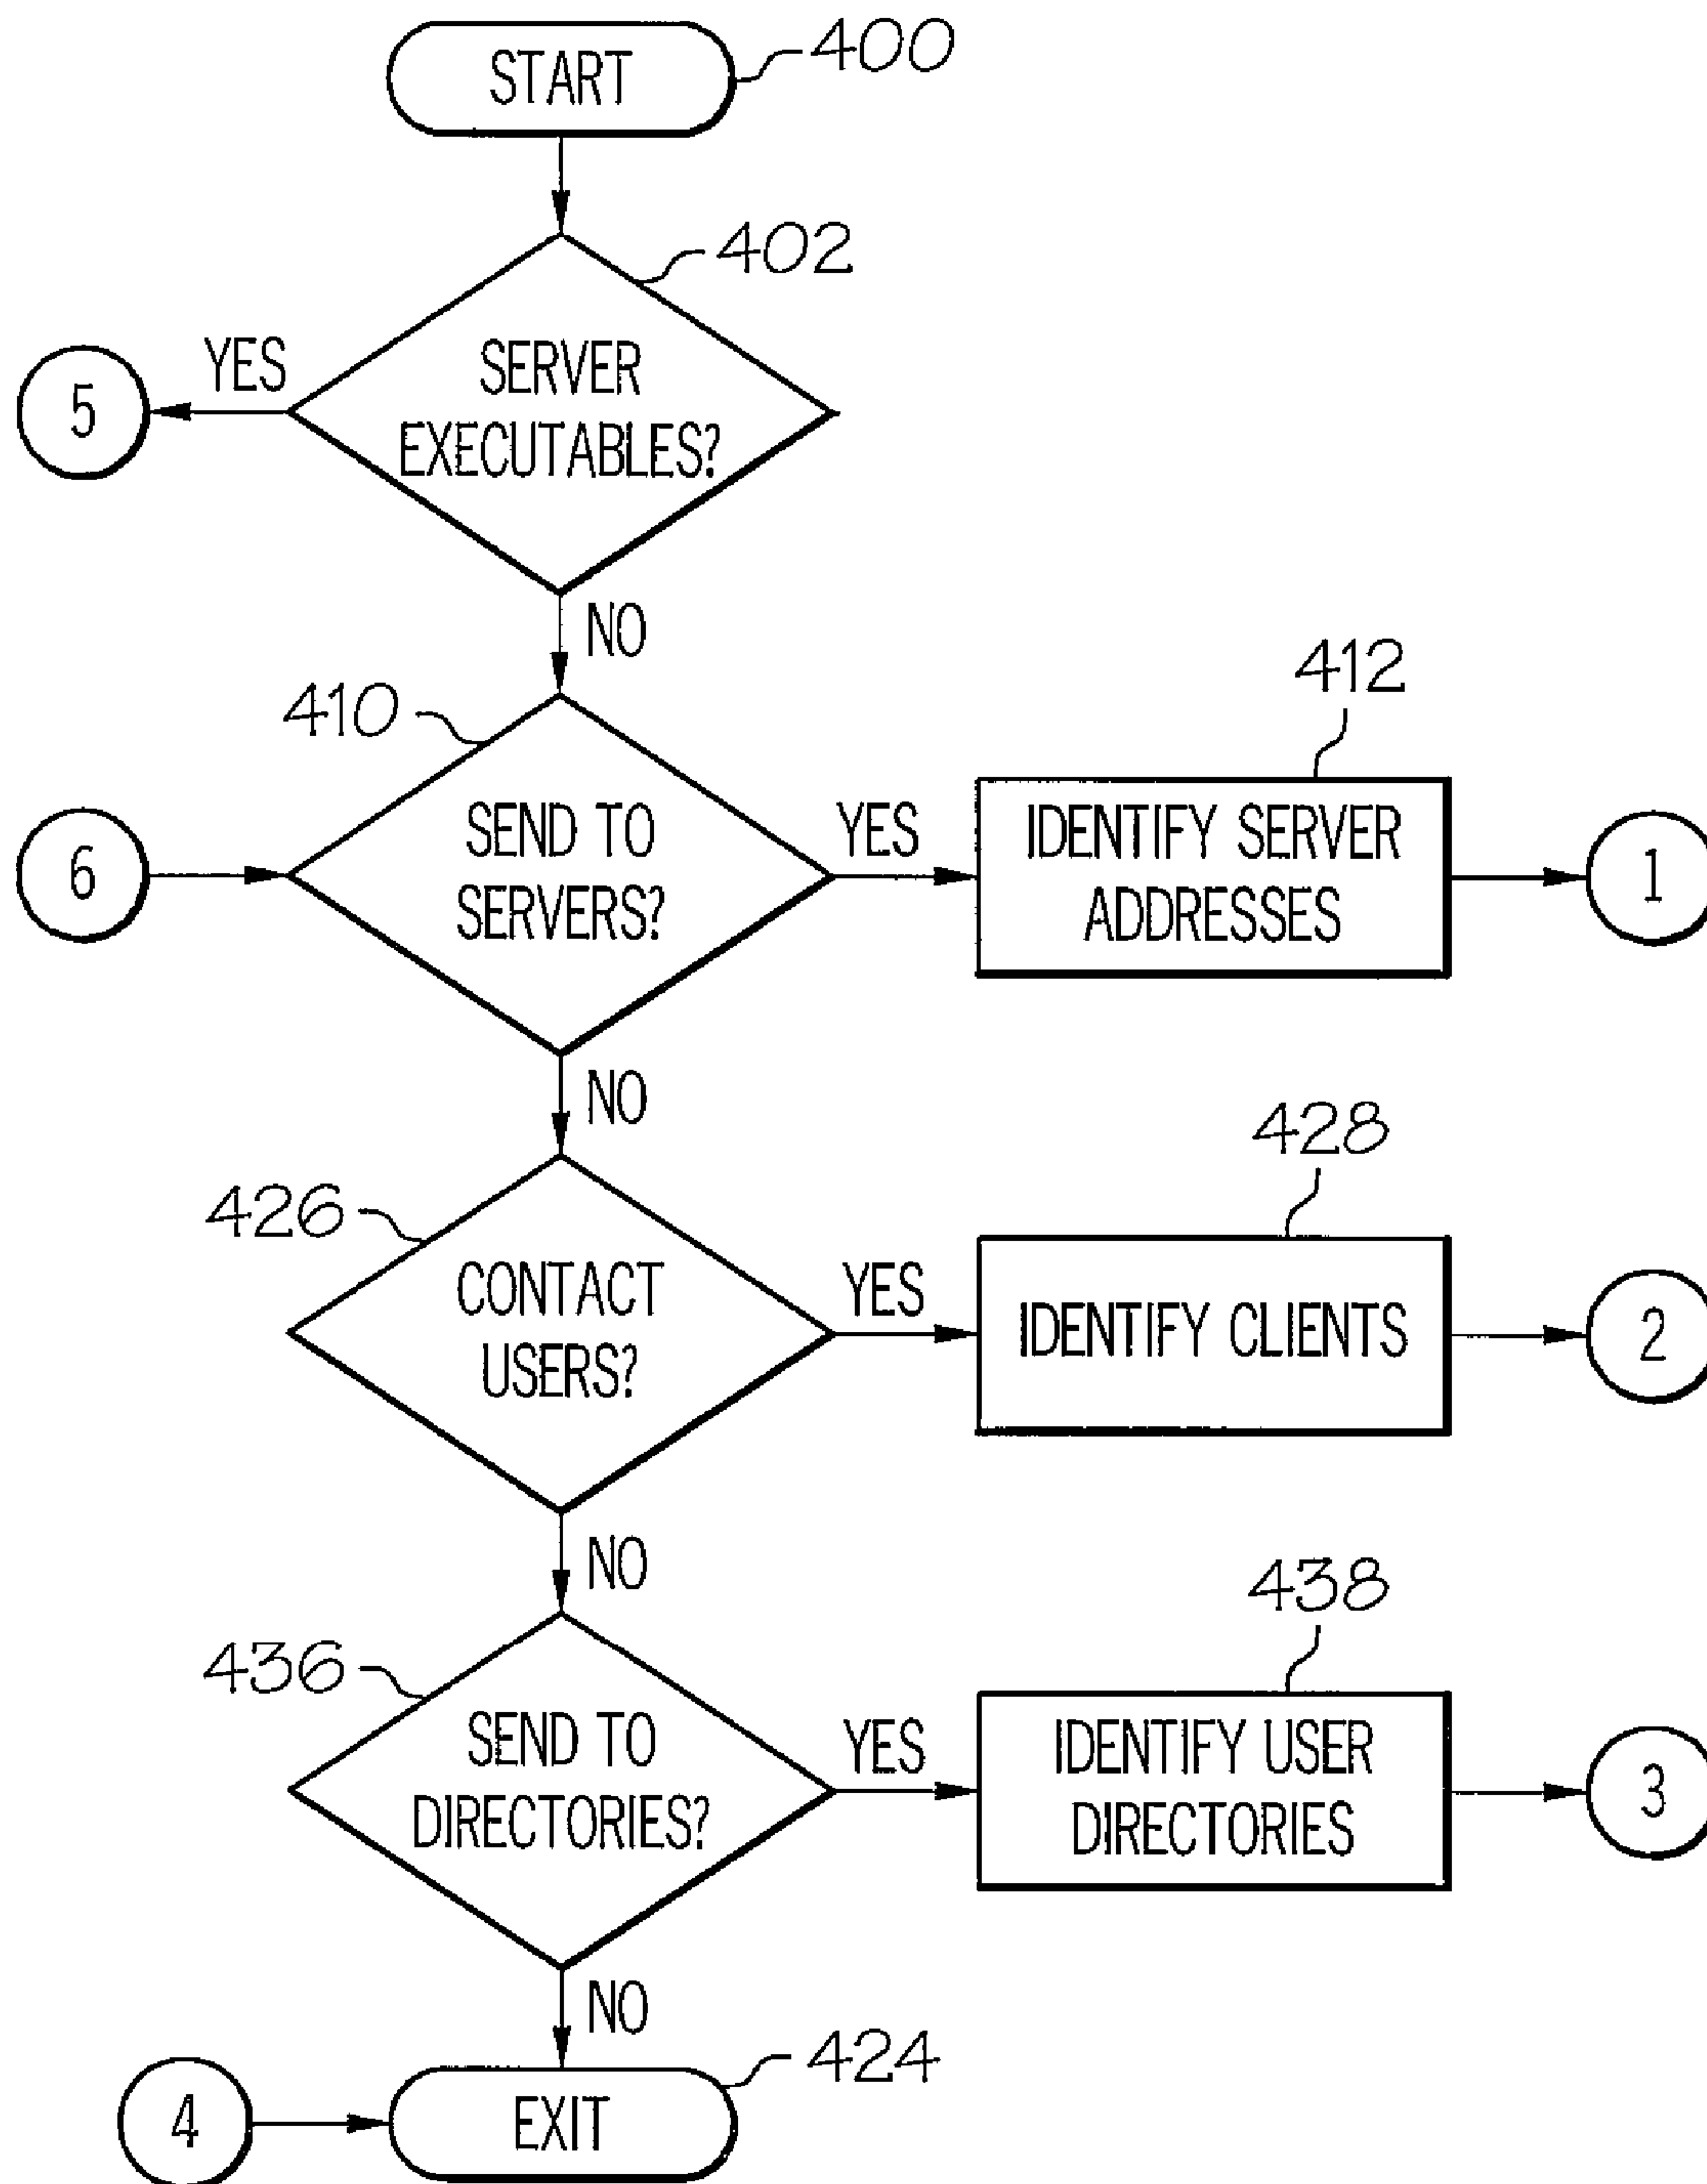 START
400
402
YES
5
SERVER
EXECUTABLES?
NO
410
412
6
SEND TO
SERVERS?
YES
IDENTIFY SERVER
ADDRESSES
1
NO
426
428
CONTACT
USERS?
YES
IDENTIFY CLIENTS
2
NO
436
438
SEND TO
DIRECTORIES?
YES
IDENTIFY USER
DIRECTORIES
3
NO
424
4
EXIT